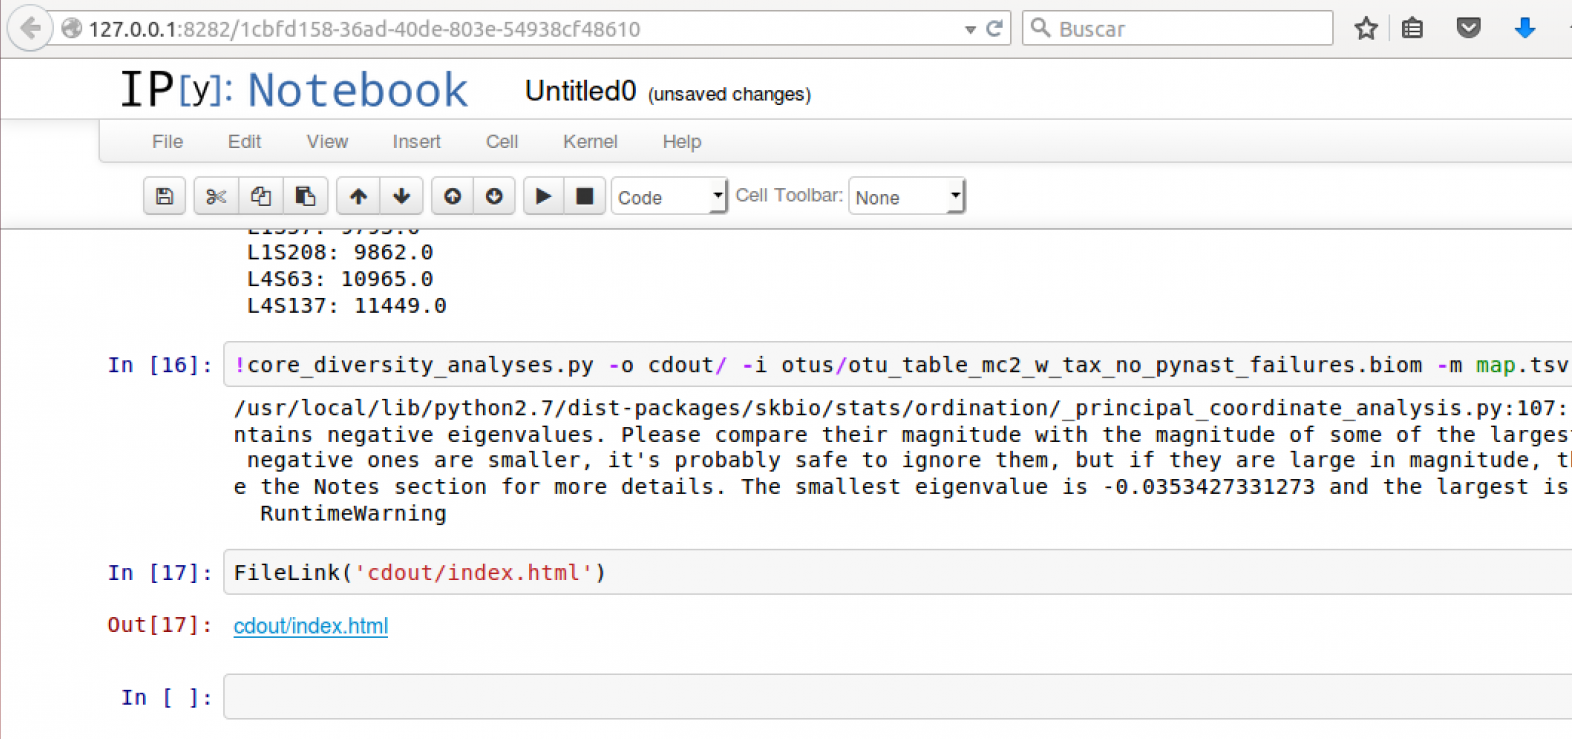 127.0.0.1:8282/1cbfd158-36ad-40de-803e-54938cf48610
Buscar
IP[y]: Notebook Untitled0 (unsaved changes)
File Edit View Insert Cell Kernel Help
Code Cell Toolbar: None
L1S208: 9862.0
L4S63: 10965.0
L4S137: 11449.0
In [16]: !core_diversity_analyses.py -o cdout/ -i otus/otu_table_mc2_w_tax_no_pynast_failures.biom -m map.tsv
/usr/local/lib/python2.7/dist-packages/skbio/stats/ordination/_principal_coordinate_analysis.py:107:
ntains negative eigenvalues. Please compare their magnitude with the magnitude of some of the largest
negative ones are smaller, it's probably safe to ignore them, but if they are large in magnitude, th
e the Notes section for more details. The smallest eigenvalue is -0.0353427331273 and the largest is
RuntimeWarning
In [17]: FileLink('cdout/index.html')
Out[17]: cdout/index.html
In [ ]: